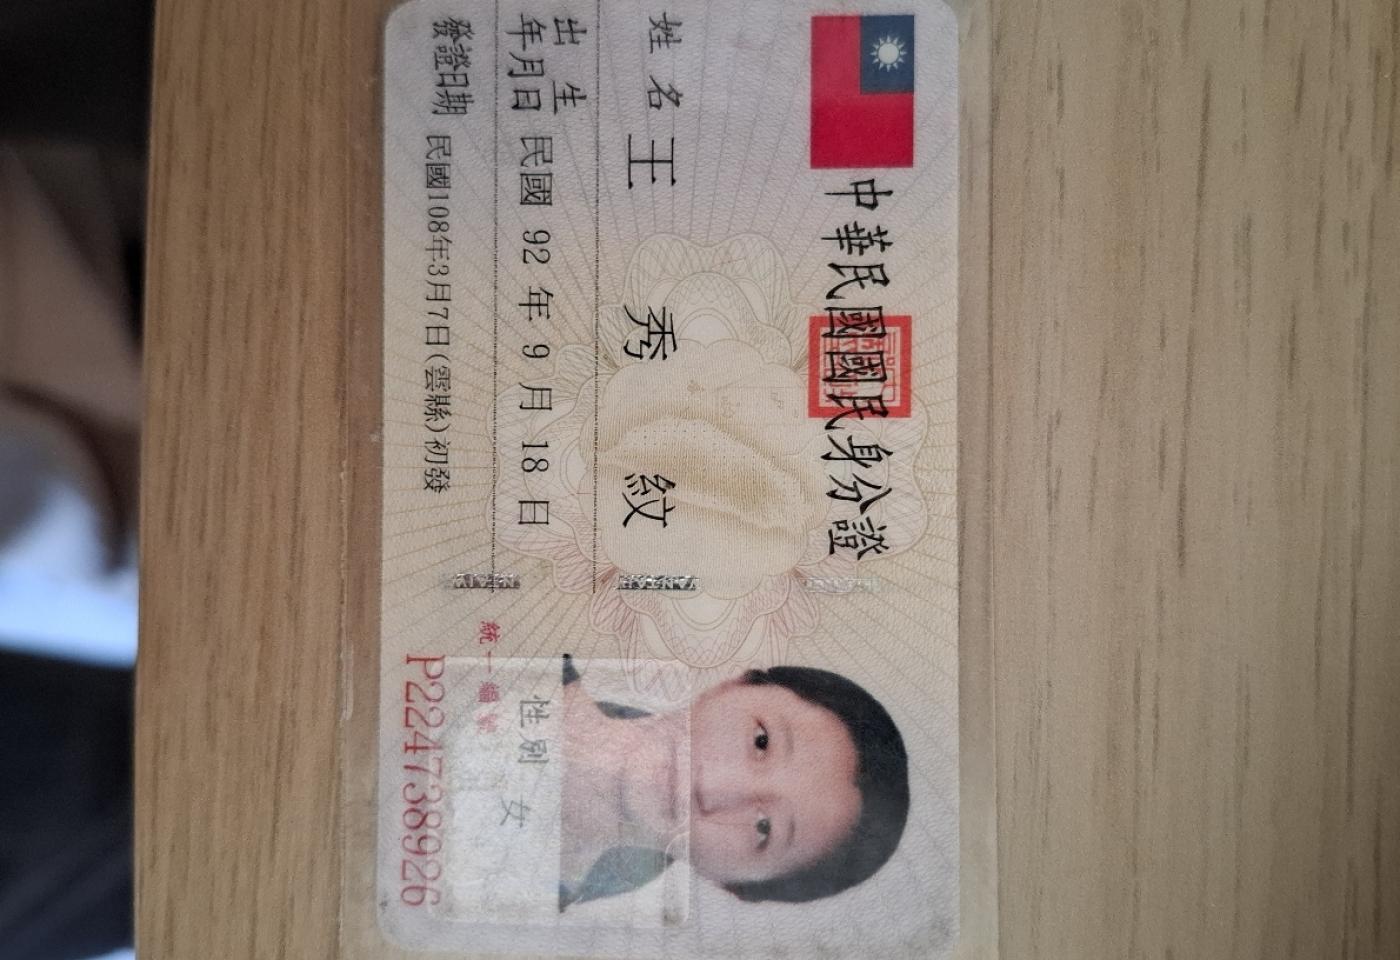 中華民國國民身分證
姓名 王秀紋
出生年月日 民國 92 年 9 月 18 日
性別 女
發證日期 民國108年3月7日(雲縣)初發
統一編號
P224738926